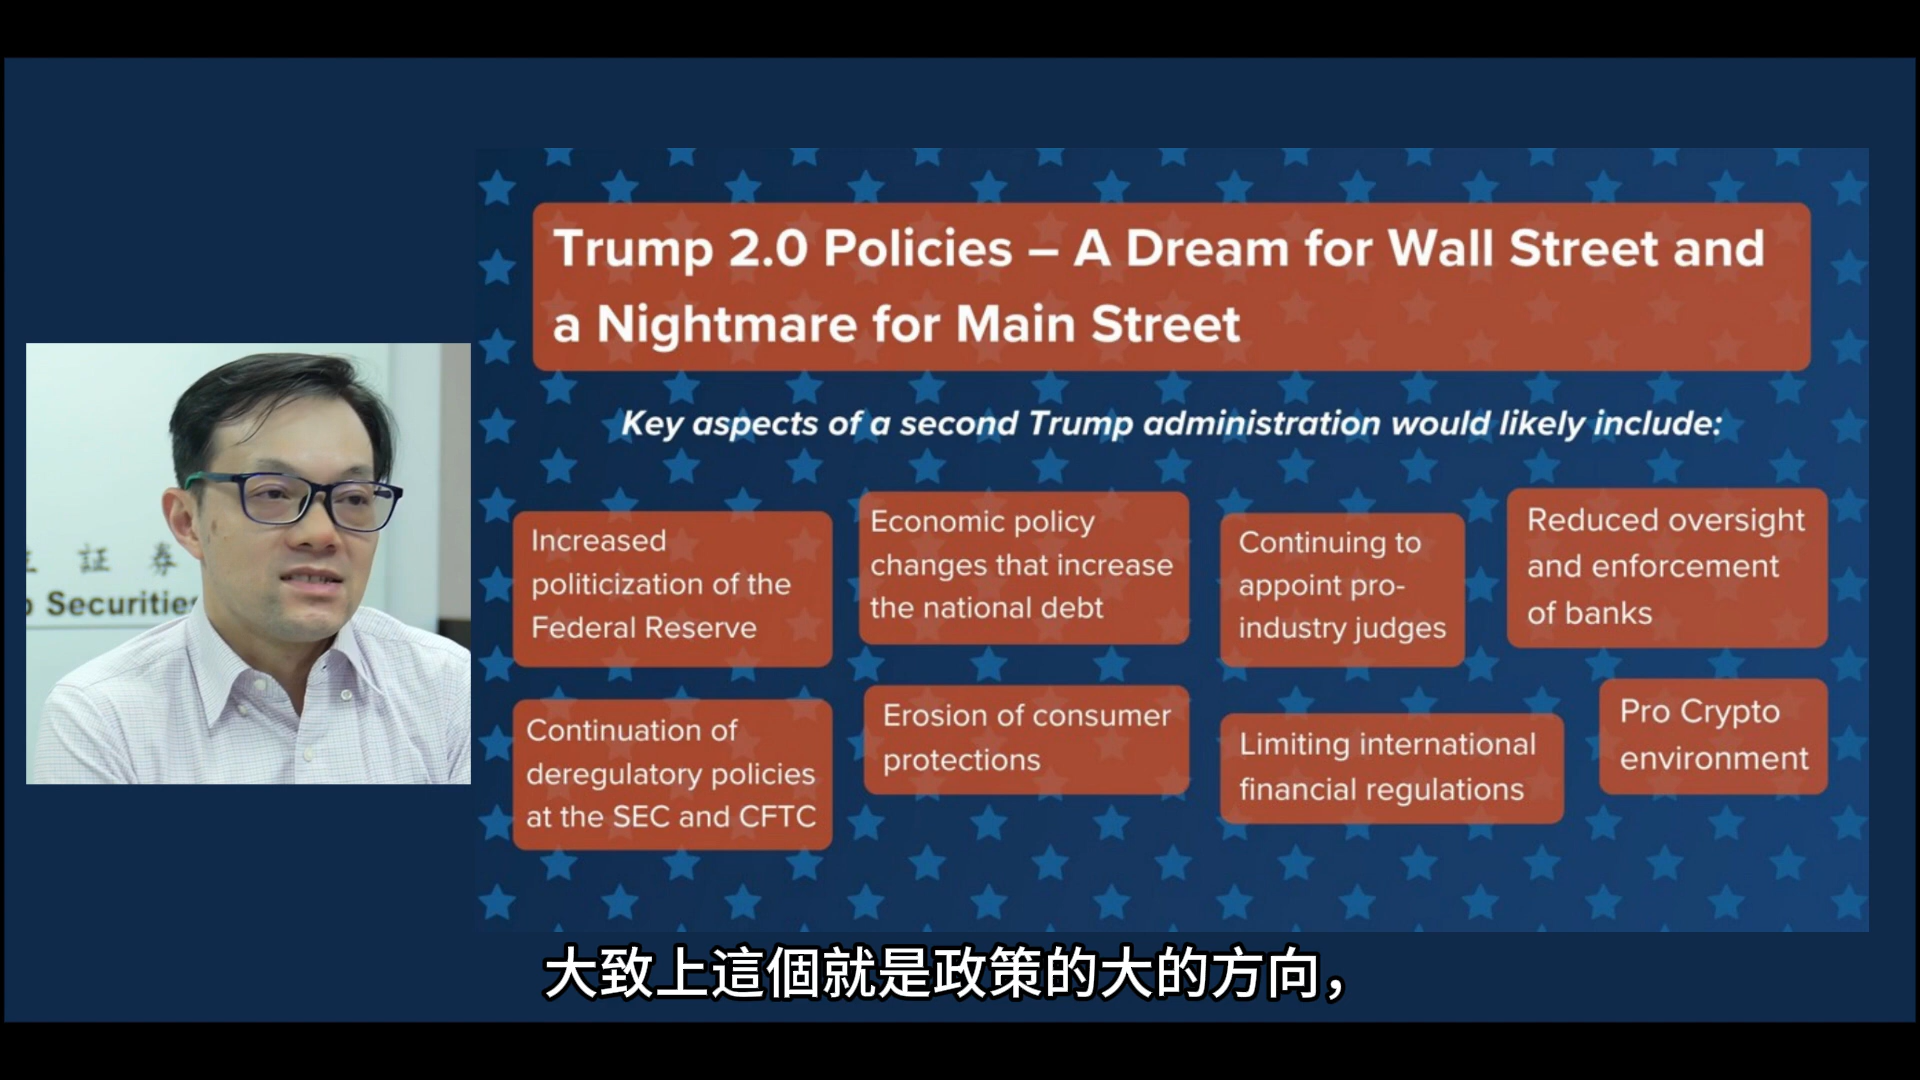 Trump 2.0 Policies – A Dream for Wall Street and
a Nightmare for Main Street
Key aspects of a second Trump administration would likely include:
Increased
politicization of the
Federal Reserve
Economic policy
changes that increase
the national debt
Continuing to
appoint pro-
industry judges
Reduced oversight
and enforcement
of banks
Continuation of
deregulatory policies
at the SEC and CFTC
Erosion of consumer
protections
Limiting international
financial regulations
Pro Crypto
environment
証券
Securities
大致上這個就是政策的大的方向，